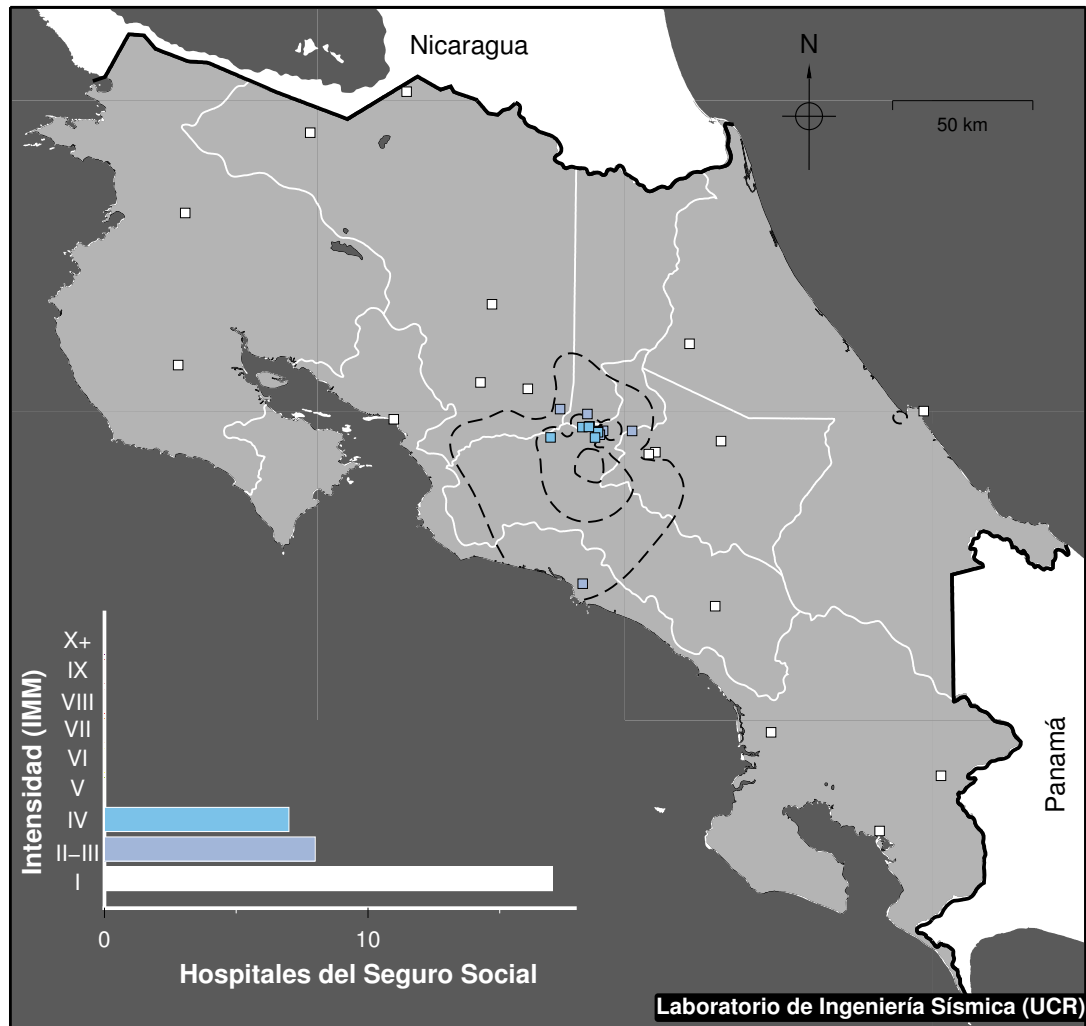 Nicaragua
N
50 km
Panamá
Intensidad (IMM)
X+
IX
VIII
VII
VI
V
IV
II−III
I
0
10
Hospitales del Seguro Social
Laboratorio de Ingeniería Sísmica (UCR)